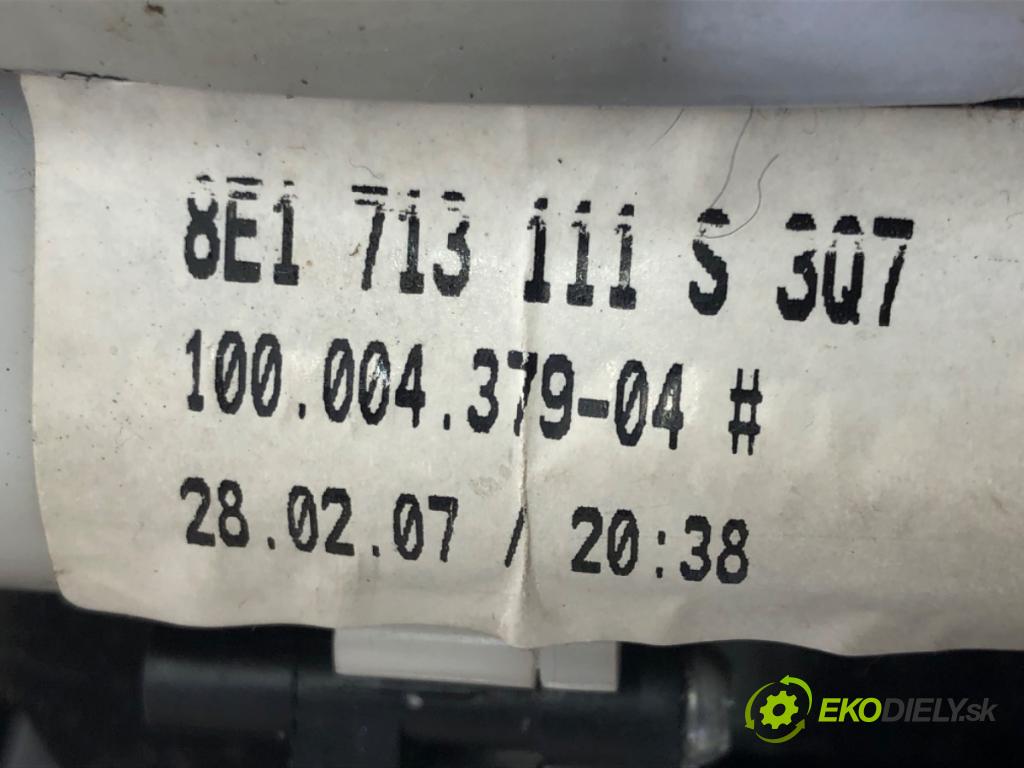 8E1 713 111 S 3Q7
100.004.379-04 #
28.02.07 / 20:38
EKODIELY.sk